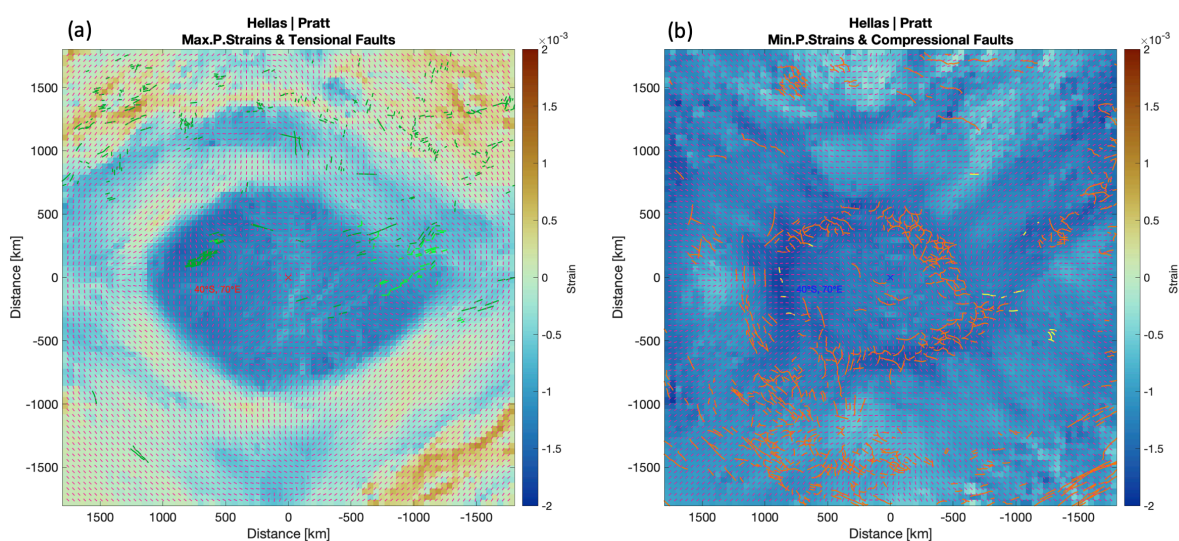 (a)
Hellas | Pratt
Max.P.Strains & Tensional Faults
×10⁻³
2
1.5
1
0.5
0
-0.5
-1
-1.5
-2
Strain
1500
1000
500
0
-500
-1000
-1500
Distance [km]
40°S, 70°E
1500 1000 500 0 -500 -1000 -1500
Distance [km]
(b)
Hellas | Pratt
Min.P.Strains & Compressional Faults
×10⁻³
2
1.5
1
0.5
0
-0.5
-1
-1.5
-2
Strain
1500
1000
500
0
-500
-1000
-1500
Distance [km]
40°S, 70°E
1500 1000 500 0 -500 -1000 -1500
Distance [km]